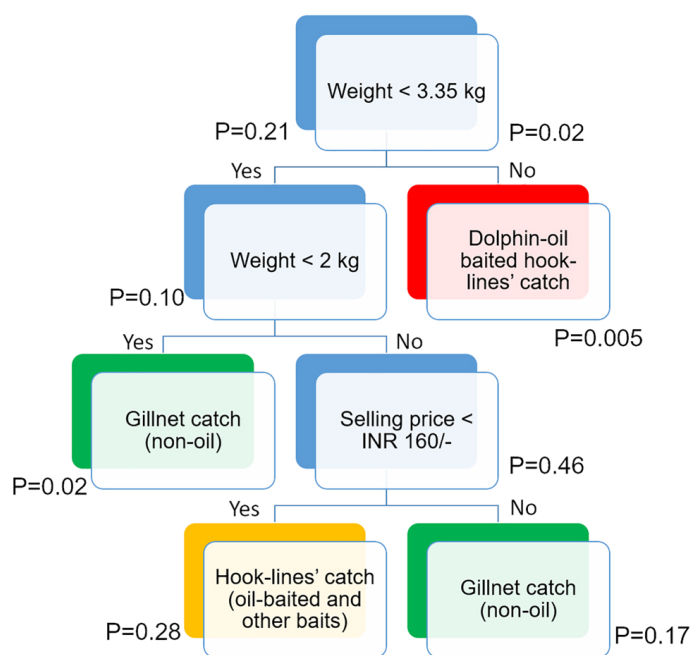 Weight < 3.35 kg
P=0.21
P=0.02
Yes
No
Weight < 2 kg
Dolphin-oil
baited hook-
lines’ catch
P=0.10
P=0.005
Yes
No
Gillnet catch
(non-oil)
Selling price <
INR 160/-
P=0.02
P=0.46
Yes
No
Hook-lines’ catch
(oil-baited and
other baits)
Gillnet catch
(non-oil)
P=0.28
P=0.17